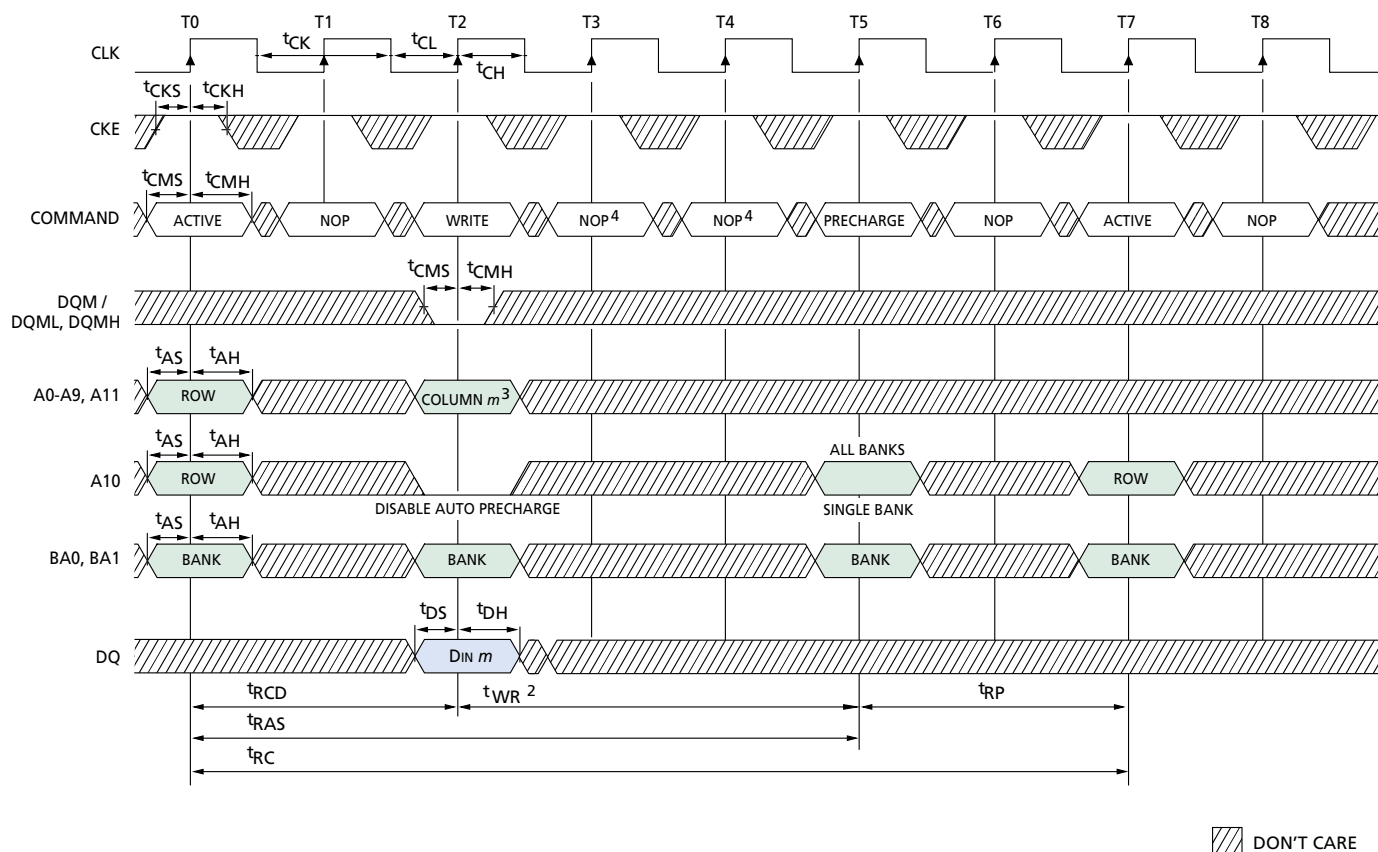 T0 T1 T2 T3 T4 T5 T6 T7 T8
CLK
tCK tCL
tCH
tCKS tCKH
CKE
tCMS tCMH
COMMAND ACTIVE NOP WRITE NOP4 NOP4 PRECHARGE NOP ACTIVE NOP
tCMS tCMH
DQM /
DQML, DQMH
tAS tAH
A0-A9, A11 ROW COLUMN m3
tAS tAH
ALL BANKS
A10 ROW ROW
DISABLE AUTO PRECHARGE SINGLE BANK
tAS tAH
BA0, BA1 BANK BANK BANK BANK
tDS tDH
DQ DIN m
tRCD tWR 2 tRP
tRAS
tRC
DON'T CARE